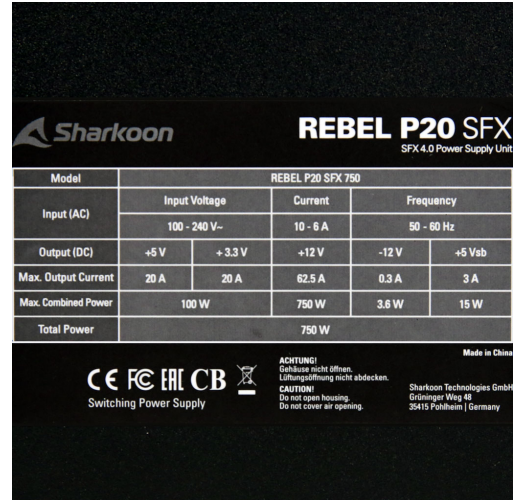 Sharkoon
REBEL P20 SFX
SFX 4.0 Power Supply Unit
Model REBEL P20 SFX 750
Input (AC) Input Voltage Current Frequency
100 - 240 V~ 10 - 6 A 50 - 60 Hz
Output (DC) +5 V + 3.3 V +12 V -12 V +5 Vsb
Max. Output Current 20 A 20 A 62.5 A 0.3 A 3 A
Max. Combined Power 100 W 750 W 3.6 W 15 W
Total Power 750 W
Made in China
CE FC EAC CB
Switching Power Supply
ACHTUNG!
Gehäuse nicht öffnen.
Lüftungsöffnung nicht abdecken.
CAUTION!
Do not open housing.
Do not cover air opening.
Sharkoon Technologies GmbH
Grüninger Weg 48
35415 Pohlheim | Germany